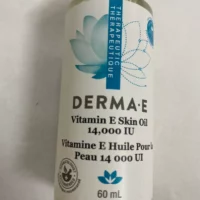 THERAPEUTIC
THÉRAPEUTIQUE
DERMA·E
Vitamin E Skin Oil
14,000 IU
Vitamine E Huile Pour la
Peau 14 000 UI
60 mL